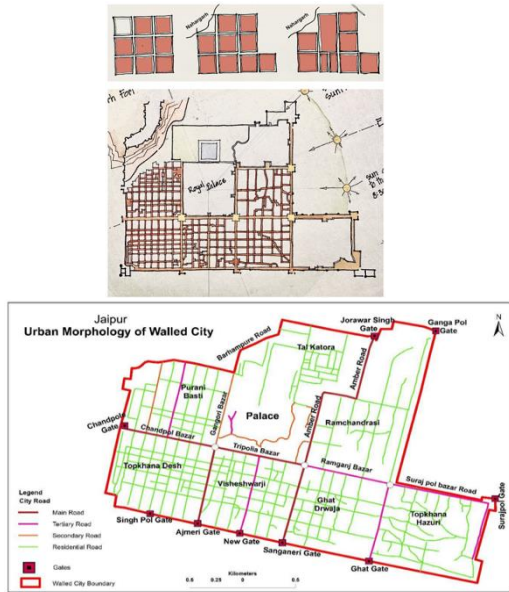 Nahargarh
Nahargarh
Royal
Palace
sun
Jaipur
Urban Morphology of Walled City
Jorawar Singh
Gate
Ganga Pol
Gate
N
Barhampure Road
Tal Katora
Amber Road
Purani
Basti
Gangori Bazar
Palace
Amber Road
Ramchandrasi
Chandpole
Gate
Chandpol Bazar
Tripolia Bazar
Ramganj Bazar
Suraj pol bazar Road
Surajpol Gate
Topkhana Desh
Visheshwarji
Ghat
Drwaja
Topkhana
Hazuri
Legend
City Road
Main Road
Tertiary Road
Secondary Road
Residential Road
Gates
Walled City Boundary
Singh Pol Gate
Ajmeri Gate
New Gate
Sanganeri Gate
Ghat Gate
Kilometers
0.5 0.25 0 0.5